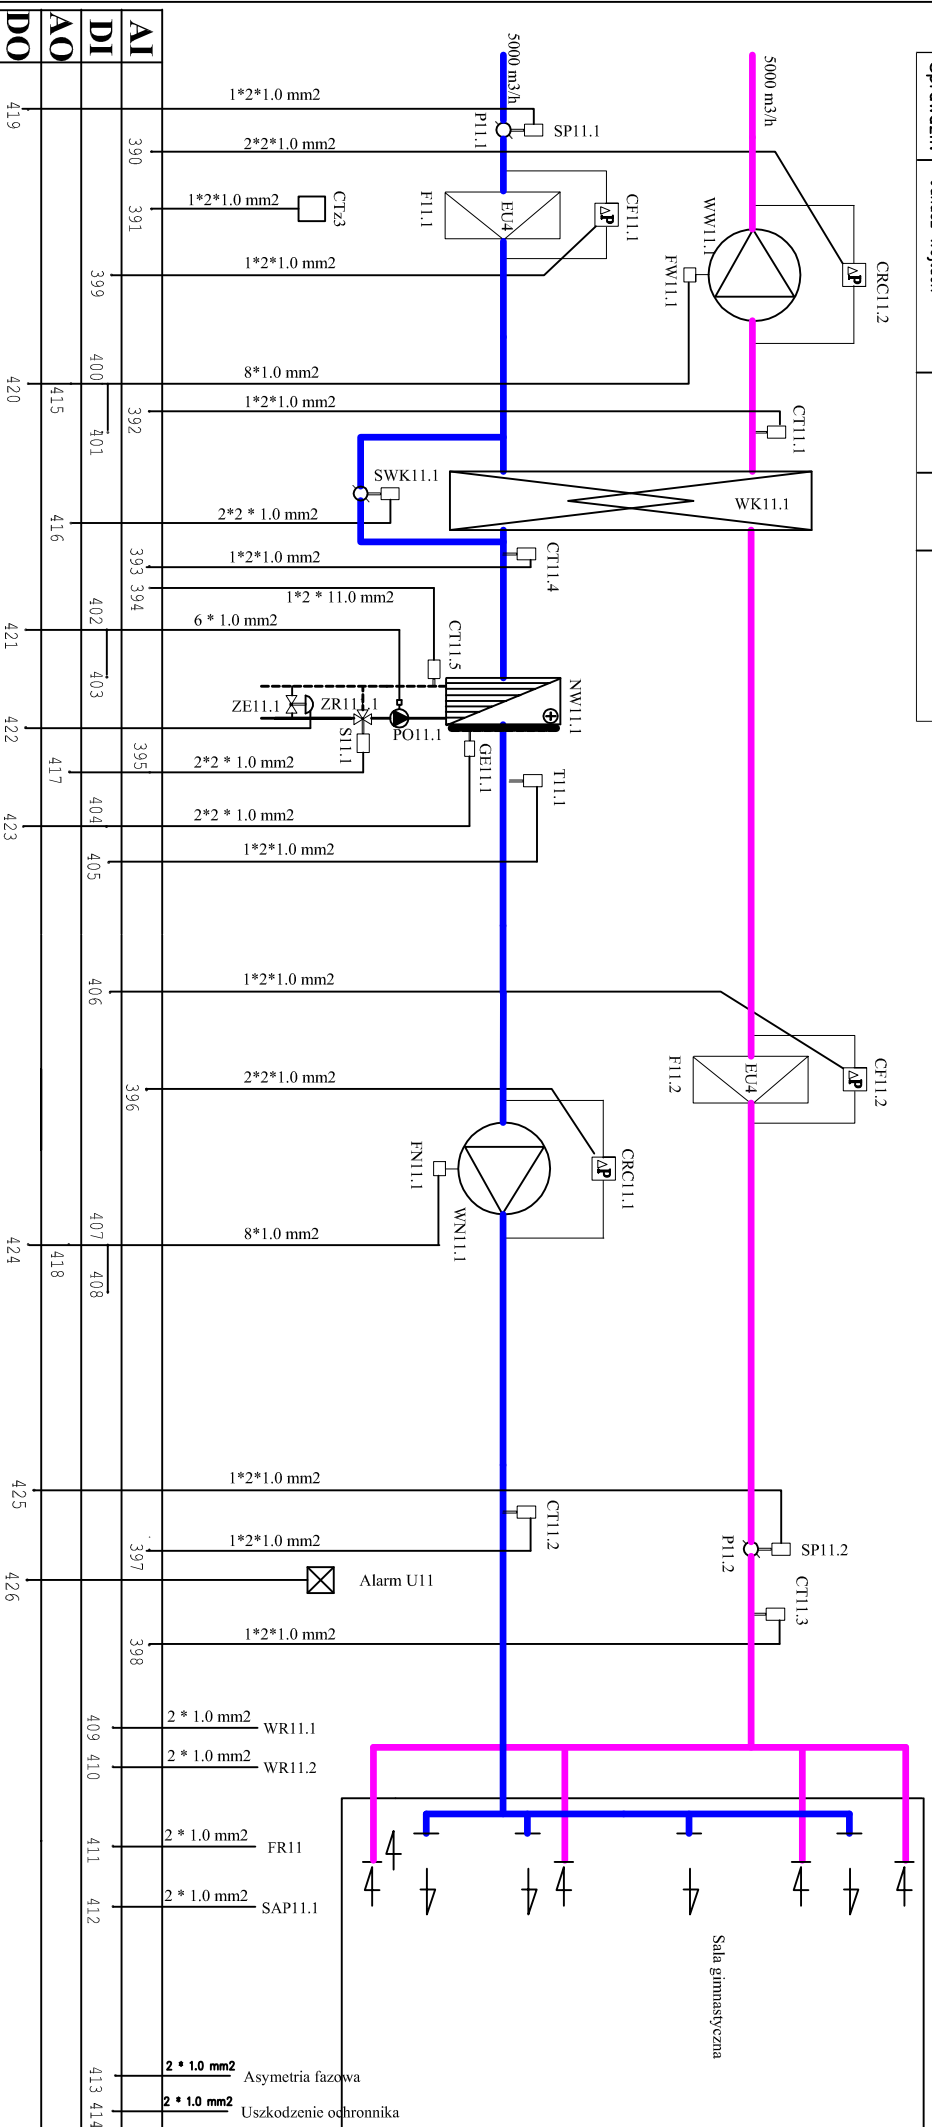 DO
AO
DI
AI
5000 m3/h
5000 m3/h
1*2*1.0 mm2
SP11.1
P11.1
419
390
2*2*1.0 mm2
391
1*2*1.0 mm2
CTz3
F11.1
EU4
CF11.1
ΔP
WW11.1
FW11.1
CRC11.2
ΔP
399
1*2*1.0 mm2
420
415
400
401
8*1.0 mm2
392
1*2*1.0 mm2
CT11.1
SWK11.1
WK11.1
416
2*2 * 1.0 mm2
393
1*2*1.0 mm2
CT11.4
394
1*2 * 11.0 mm2
CT11.5
421
402
403
6 * 1.0 mm2
NW11.1
ZE11.1
ZR11.1.1
PO11.1
S11.1
GE11.1
T11.1
422
417
395
2*2 * 1.0 mm2
423
404
2*2 * 1.0 mm2
405
1*2*1.0 mm2
406
1*2*1.0 mm2
F11.2
EU4
CF11.2
ΔP
396
2*2*1.0 mm2
FN11.1
WN11.1
CRC11.1
ΔP
424
418
407
408
8*1.0 mm2
425
1*2*1.0 mm2
CT11.2
P11.2
SP11.2
397
1*2*1.0 mm2
426
Alarm U11
CT11.3
398
1*2*1.0 mm2
409
2 * 1.0 mm2
WR11.1
410
2 * 1.0 mm2
WR11.2
411
2 * 1.0 mm2
FR11
412
2 * 1.0 mm2
SAP11.1
Sala gimnastyczna
413
2 * 1.0 mm2
Asymetria fazowa
414
2 * 1.0 mm2
Uszkodzenie ochronnika